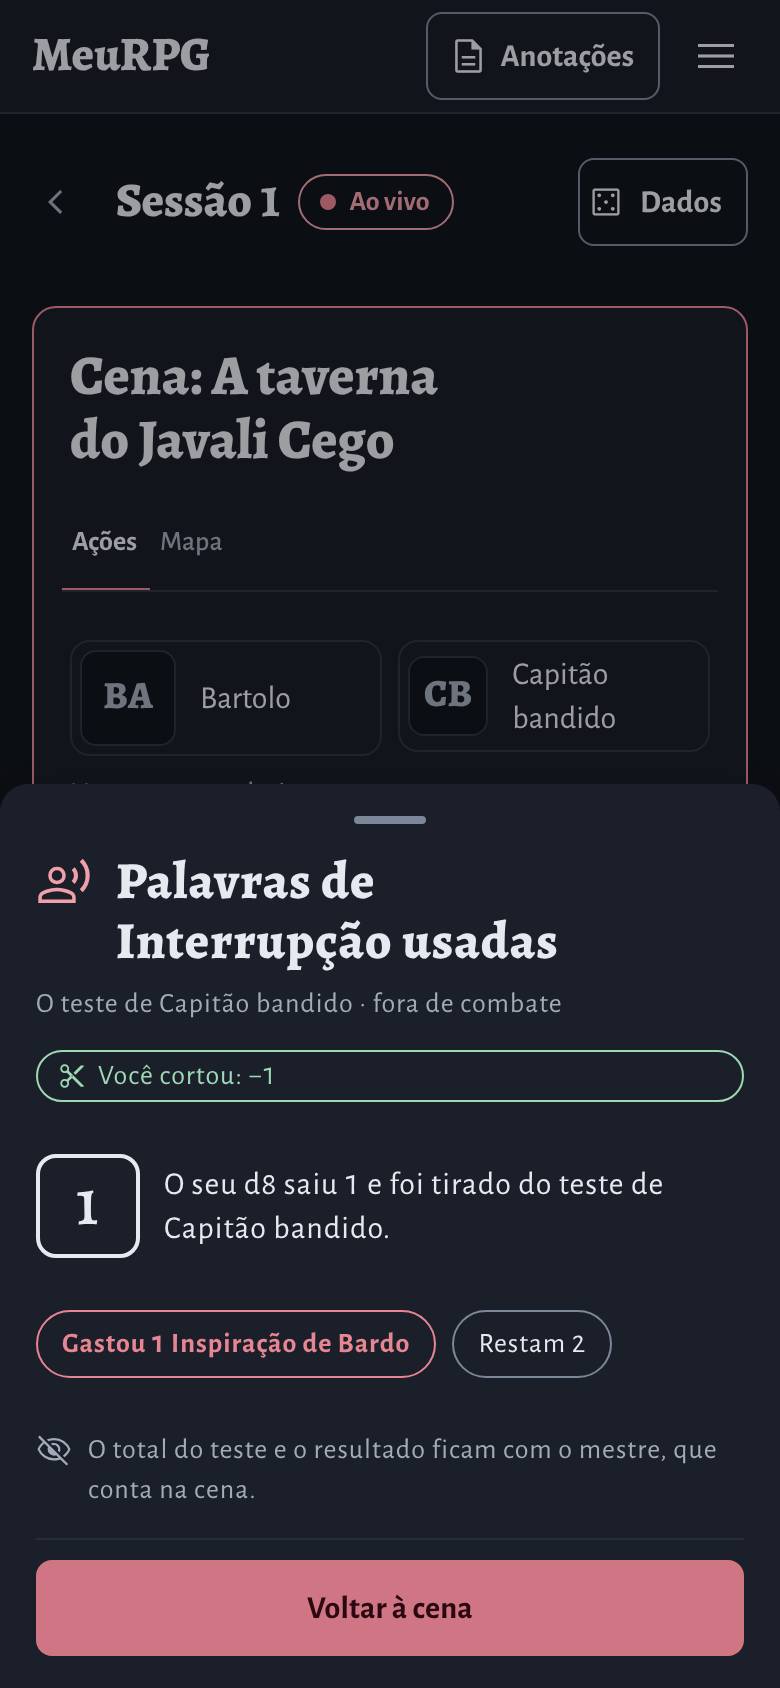 MeuRPG
Anotações
Sessão 1
Ao vivo
Dados
Cena: A taverna
do Javali Cego
Ações
Mapa
BA
Bartolo
CB
Capitão
bandido
Palavras de
Interrupção usadas
O teste de Capitão bandido · fora de combate
Você cortou: −1
1
O seu d8 saiu 1 e foi tirado do teste de
Capitão bandido.
Gastou 1 Inspiração de Bardo
Restam 2
O total do teste e o resultado ficam com o mestre, que
conta na cena.
Voltar à cena